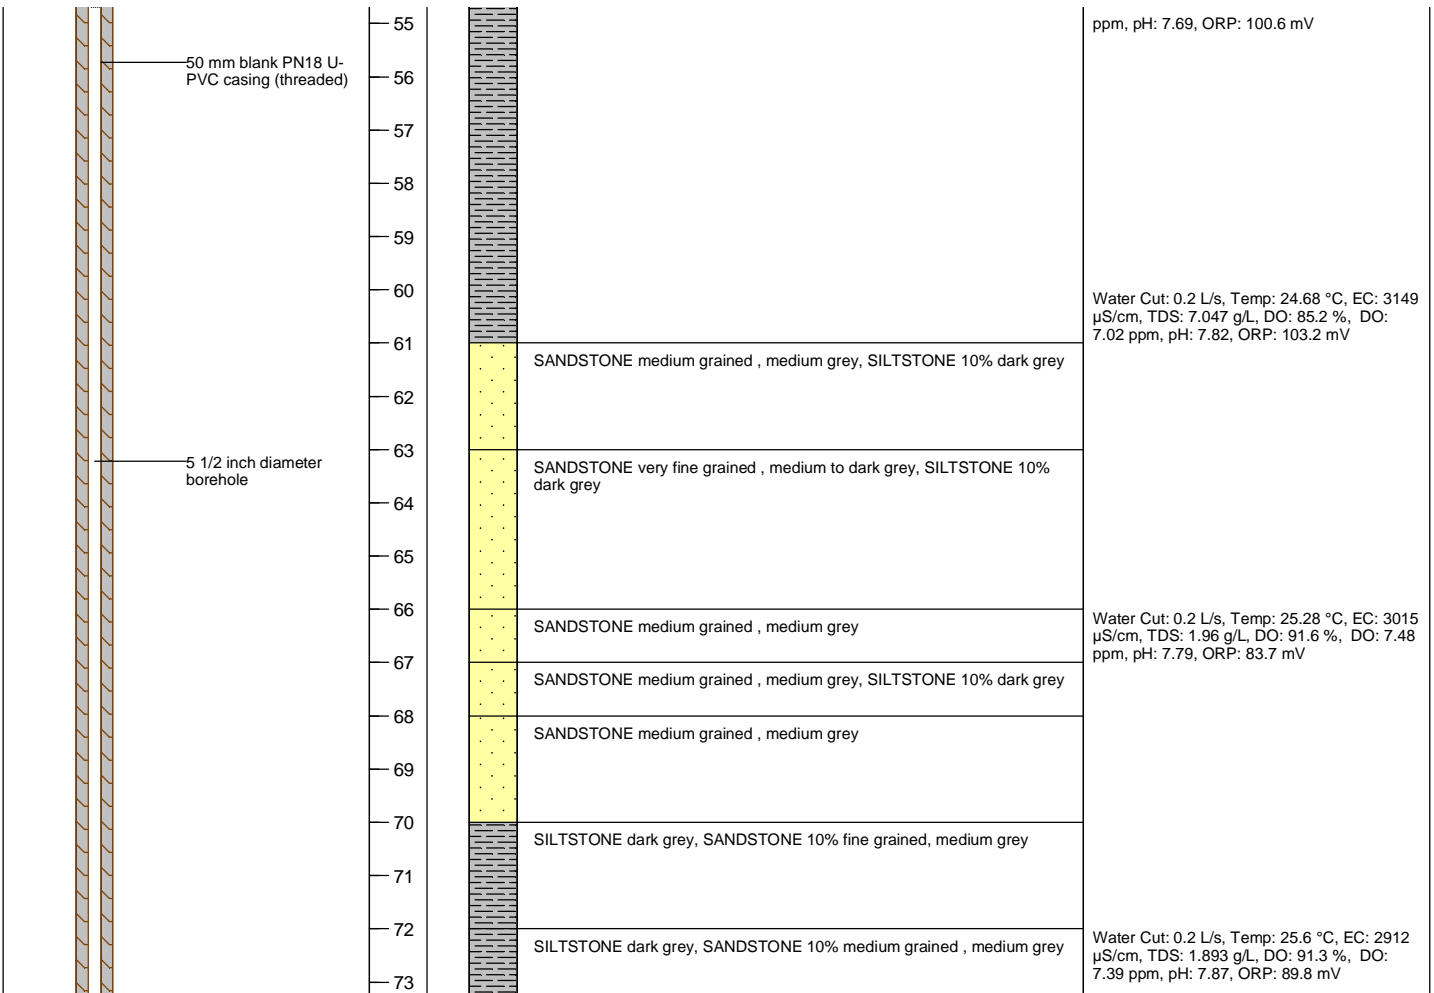 55
ppm, pH: 7.69, ORP: 100.6 mV
50 mm blank PN18 U-
PVC casing (threaded)
56
57
58
59
60
Water Cut: 0.2 L/s, Temp: 24.68 °C, EC: 3149
µS/cm, TDS: 7.047 g/L, DO: 85.2 %,  DO:
7.02 ppm, pH: 7.82, ORP: 103.2 mV
61
SANDSTONE medium grained , medium grey, SILTSTONE 10% dark grey
62
63
5 1/2 inch diameter
borehole
SANDSTONE very fine grained , medium to dark grey, SILTSTONE 10%
dark grey
64
65
66
SANDSTONE medium grained , medium grey
Water Cut: 0.2 L/s, Temp: 25.28 °C, EC: 3015
µS/cm, TDS: 1.96 g/L, DO: 91.6 %,  DO: 7.48
ppm, pH: 7.79, ORP: 83.7 mV
67
SANDSTONE medium grained , medium grey, SILTSTONE 10% dark grey
68
SANDSTONE medium grained , medium grey
69
70
SILTSTONE dark grey, SANDSTONE 10% fine grained, medium grey
71
72
SILTSTONE dark grey, SANDSTONE 10% medium grained , medium grey
Water Cut: 0.2 L/s, Temp: 25.6 °C, EC: 2912
µS/cm, TDS: 1.893 g/L, DO: 91.3 %,  DO:
7.39 ppm, pH: 7.87, ORP: 89.8 mV
73